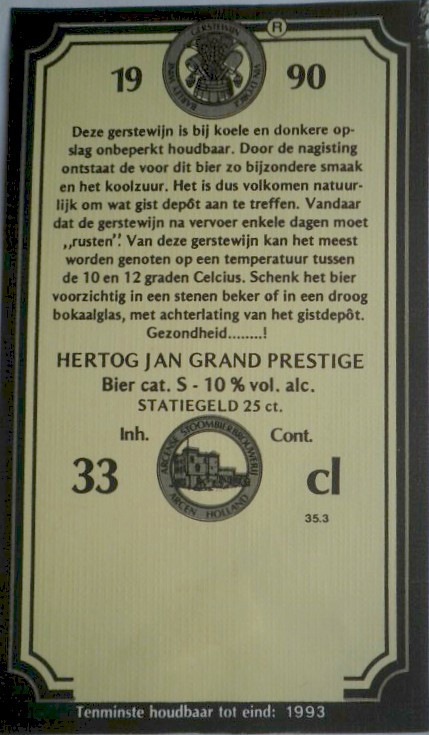 ®
GERSTEWIJN
VIN D'ORGE
BARLEY WINE
19 90
Deze gerstewijn is bij koele en donkere op-
slag onbeperkt houdbaar. Door de nagisting
ontstaat de voor dit bier zo bijzondere smaak
en het koolzuur. Het is dus volkomen natuur-
lijk om wat gist depôt aan te treffen. Vandaar
dat de gerstewijn na vervoer enkele dagen moet
,,rusten”. Van deze gerstewijn kan het meest
worden genoten op een temperatuur tussen
de 10 en 12 graden Celcius. Schenk het bier
voorzichtig in een stenen beker of in een droog
bokaalglas, met achterlating van het gistdepôt.
Gezondheid........!
HERTOG JAN GRAND PRESTIGE
Bier cat. S - 10 % vol. alc.
STATIEGELD 25 ct.
Inh. Cont.
33 cl
ARCENSE STOOMBIERBROUWERIJ
ARCEN HOLLAND
35.3
Tenminste houdbaar tot eind: 1993